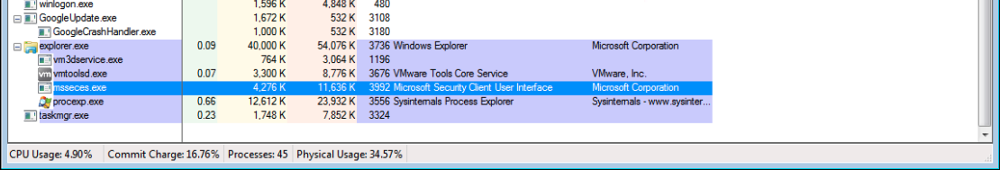 winlogon.exe 1,596 K 4,848 K 480
GoogleUpdate.exe 1,672 K 532 K 3108
GoogleCrashHandler.exe 1,000 K 532 K 3180
explorer.exe 0.09 40,000 K 54,076 K 3736 Windows Explorer Microsoft Corporation
vm3dservice.exe 764 K 3,064 K 1196
vm vmtoolsd.exe 0.07 3,300 K 8,776 K 3676 VMware Tools Core Service VMware, Inc.
msseces.exe 4,276 K 11,636 K 3992 Microsoft Security Client User Interface Microsoft Corporation
procexp.exe 0.66 12,612 K 23,932 K 3556 Sysinternals Process Explorer Sysinternals - www.sysinter...
taskmgr.exe 0.23 1,748 K 7,852 K 3324
CPU Usage: 4.90% Commit Charge: 16.76% Processes: 45 Physical Usage: 34.57%